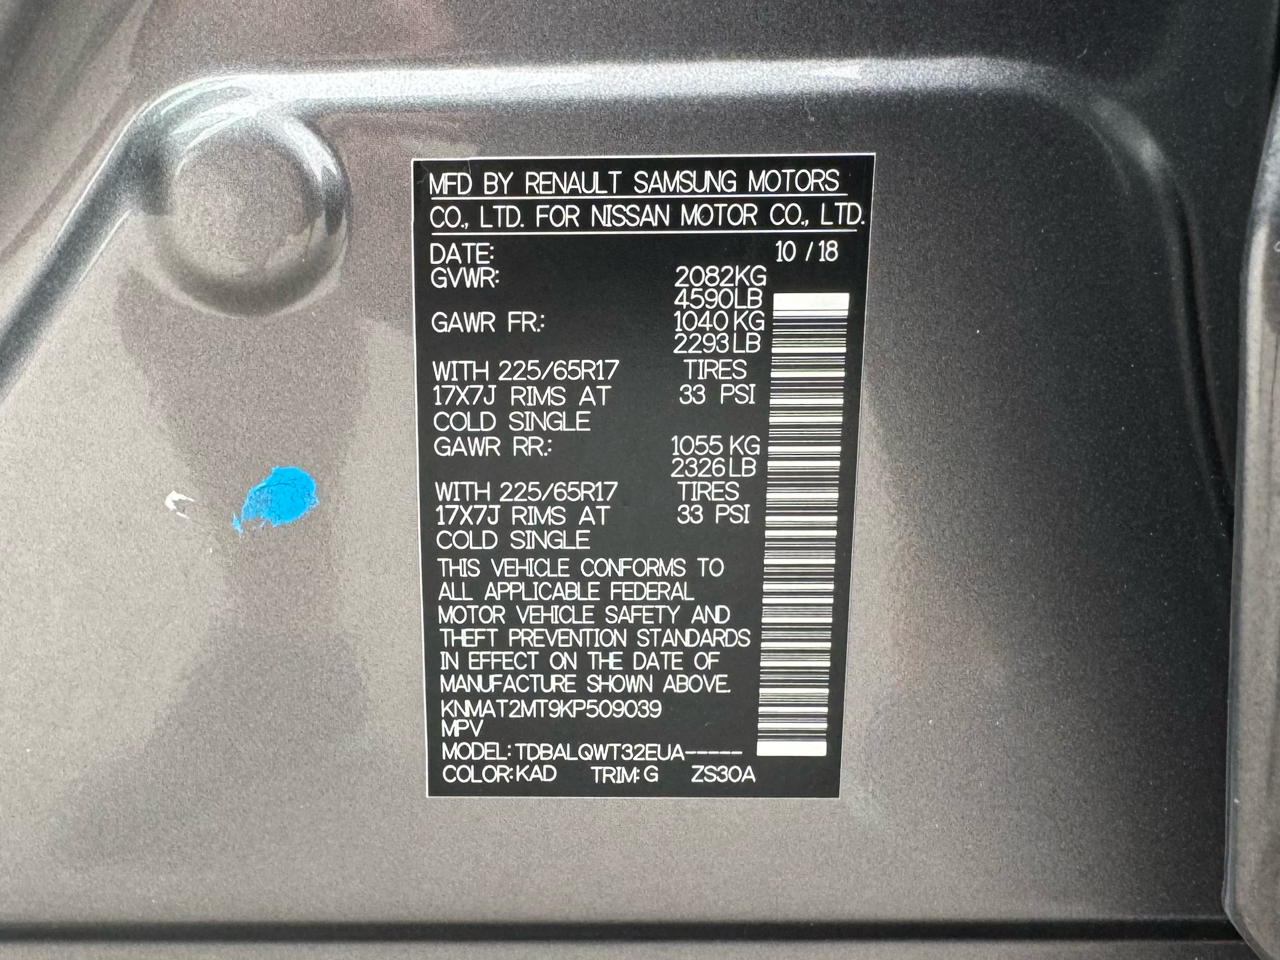 MFD BY RENAULT SAMSUNG MOTORS
CO., LTD. FOR NISSAN MOTOR CO., LTD.
DATE: 10 / 18
GVWR: 2082KG
4590LB
GAWR FR.: 1040 KG
2293 LB
WITH 225/65R17 TIRES
17X7J RIMS AT 33 PSI
COLD SINGLE
GAWR RR.: 1055 KG
2326 LB
WITH 225/65R17 TIRES
17X7J RIMS AT 33 PSI
COLD SINGLE
THIS VEHICLE CONFORMS TO
ALL APPLICABLE FEDERAL
MOTOR VEHICLE SAFETY AND
THEFT PREVENTION STANDARDS
IN EFFECT ON THE DATE OF
MANUFACTURE SHOWN ABOVE.
KNMAT2MT9KP509039
MPV
MODEL: TDBALQWT32EUA-----
COLOR: KAD TRIM: G ZS30A